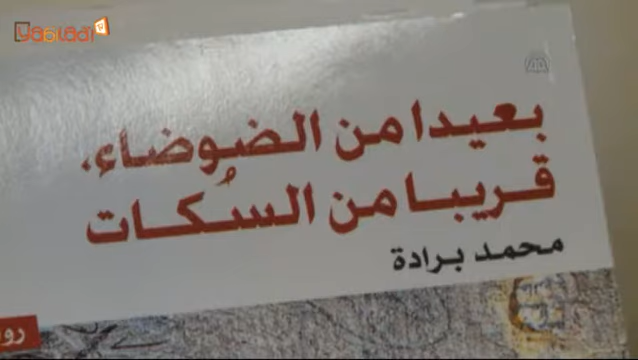 بعيدا من الضوضاء،
قريبا من السُكات
محمد برادة